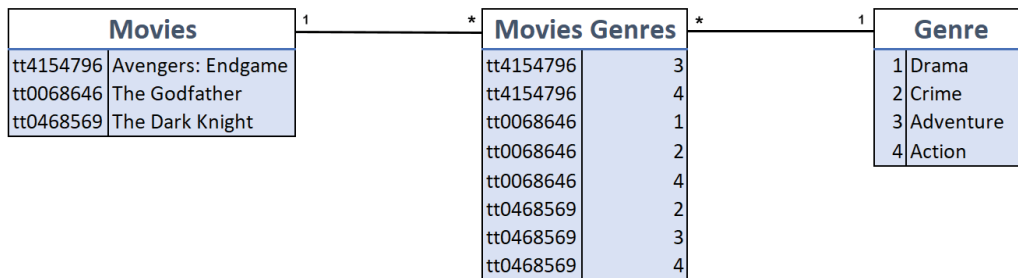 Movies
1
*
Movies Genres
*
1
Genre
tt4154796 Avengers: Endgame
tt0068646 The Godfather
tt0468569 The Dark Knight
tt4154796 3
tt4154796 4
tt0068646 1
tt0068646 2
tt0068646 4
tt0468569 2
tt0468569 3
tt0468569 4
1 Drama
2 Crime
3 Adventure
4 Action